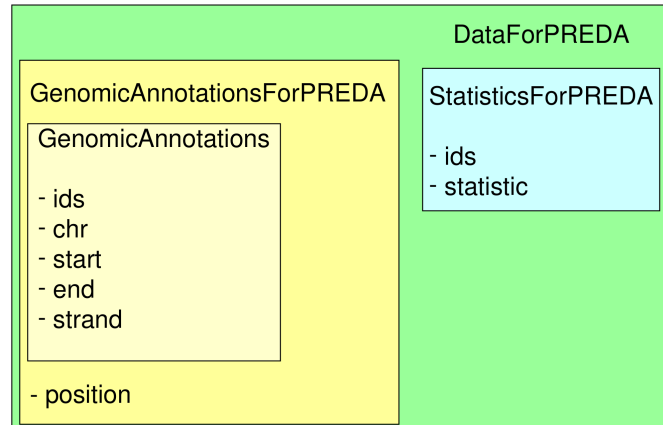 DataForPREDA
GenomicAnnotationsForPREDA
GenomicAnnotations
- ids
- chr
- start
- end
- strand
- position
StatisticsForPREDA
- ids
- statistic